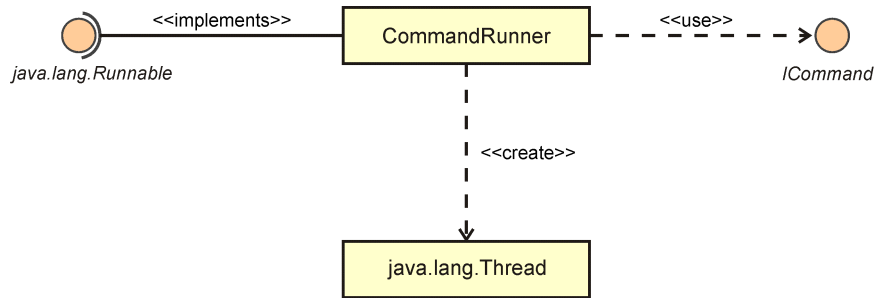 <<implements>>
CommandRunner
<<use>>
java.lang.Runnable
ICommand
<<create>>
java.lang.Thread